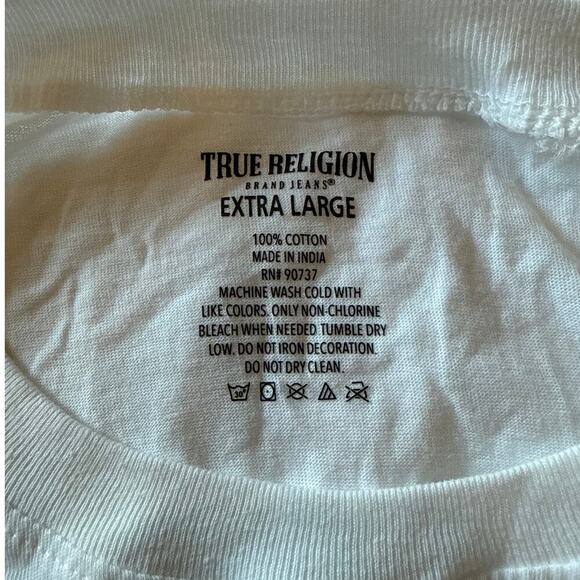 TRUE RELIGION
BRAND JEANS®
EXTRA LARGE
100% COTTON
MADE IN INDIA
RN# 90737
MACHINE WASH COLD WITH
LIKE COLORS. ONLY NON-CHLORINE
BLEACH WHEN NEEDED. TUMBLE DRY
LOW. DO NOT IRON DECORATION.
DO NOT DRY CLEAN.
30°